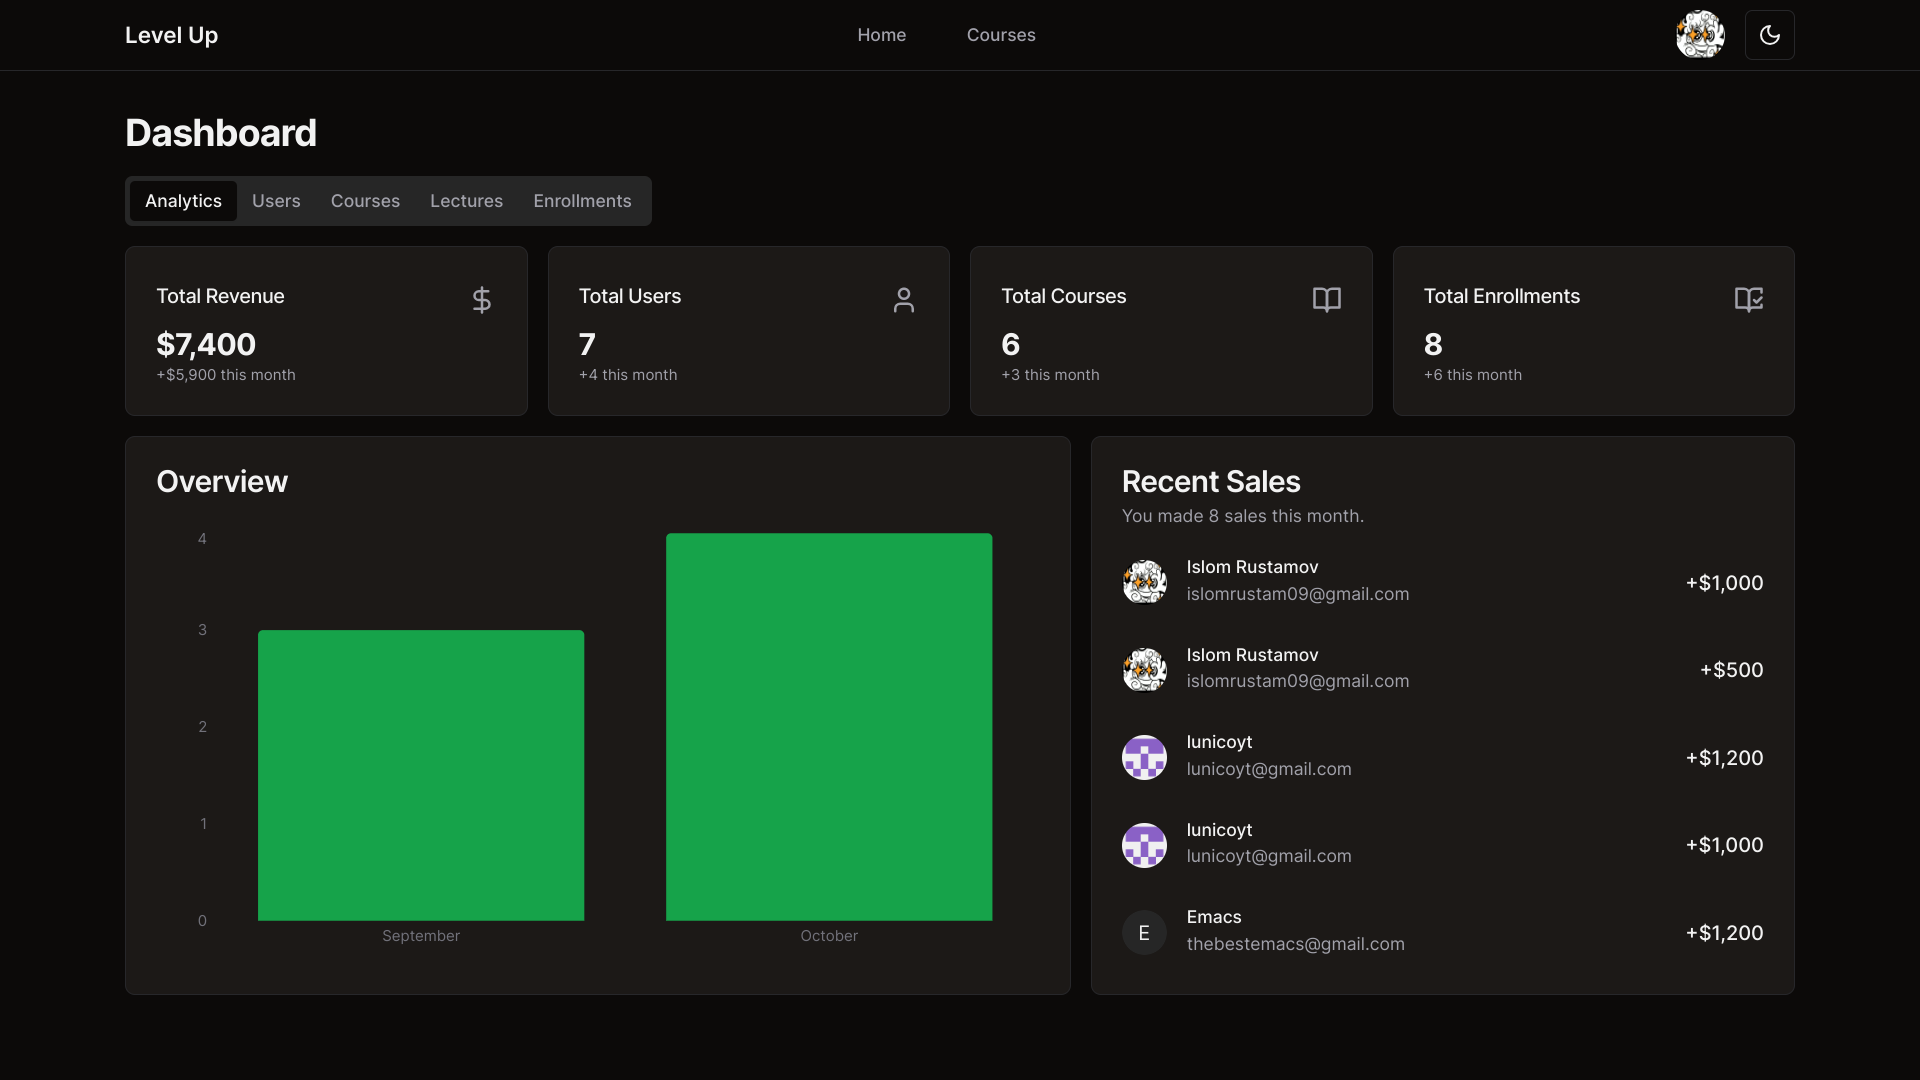 Level Up
Home
Courses
Dashboard
Analytics
Users
Courses
Lectures
Enrollments
Total Revenue
$7,400
+$5,900 this month
Total Users
7
+4 this month
Total Courses
6
+3 this month
Total Enrollments
8
+6 this month
Overview
4
3
2
1
0
September
October
Recent Sales
You made 8 sales this month.
Islom Rustamov
islomrustam09@gmail.com
+$1,000
Islom Rustamov
islomrustam09@gmail.com
+$500
lunicoyt
lunicoyt@gmail.com
+$1,200
lunicoyt
lunicoyt@gmail.com
+$1,000
E
Emacs
thebestemacs@gmail.com
+$1,200